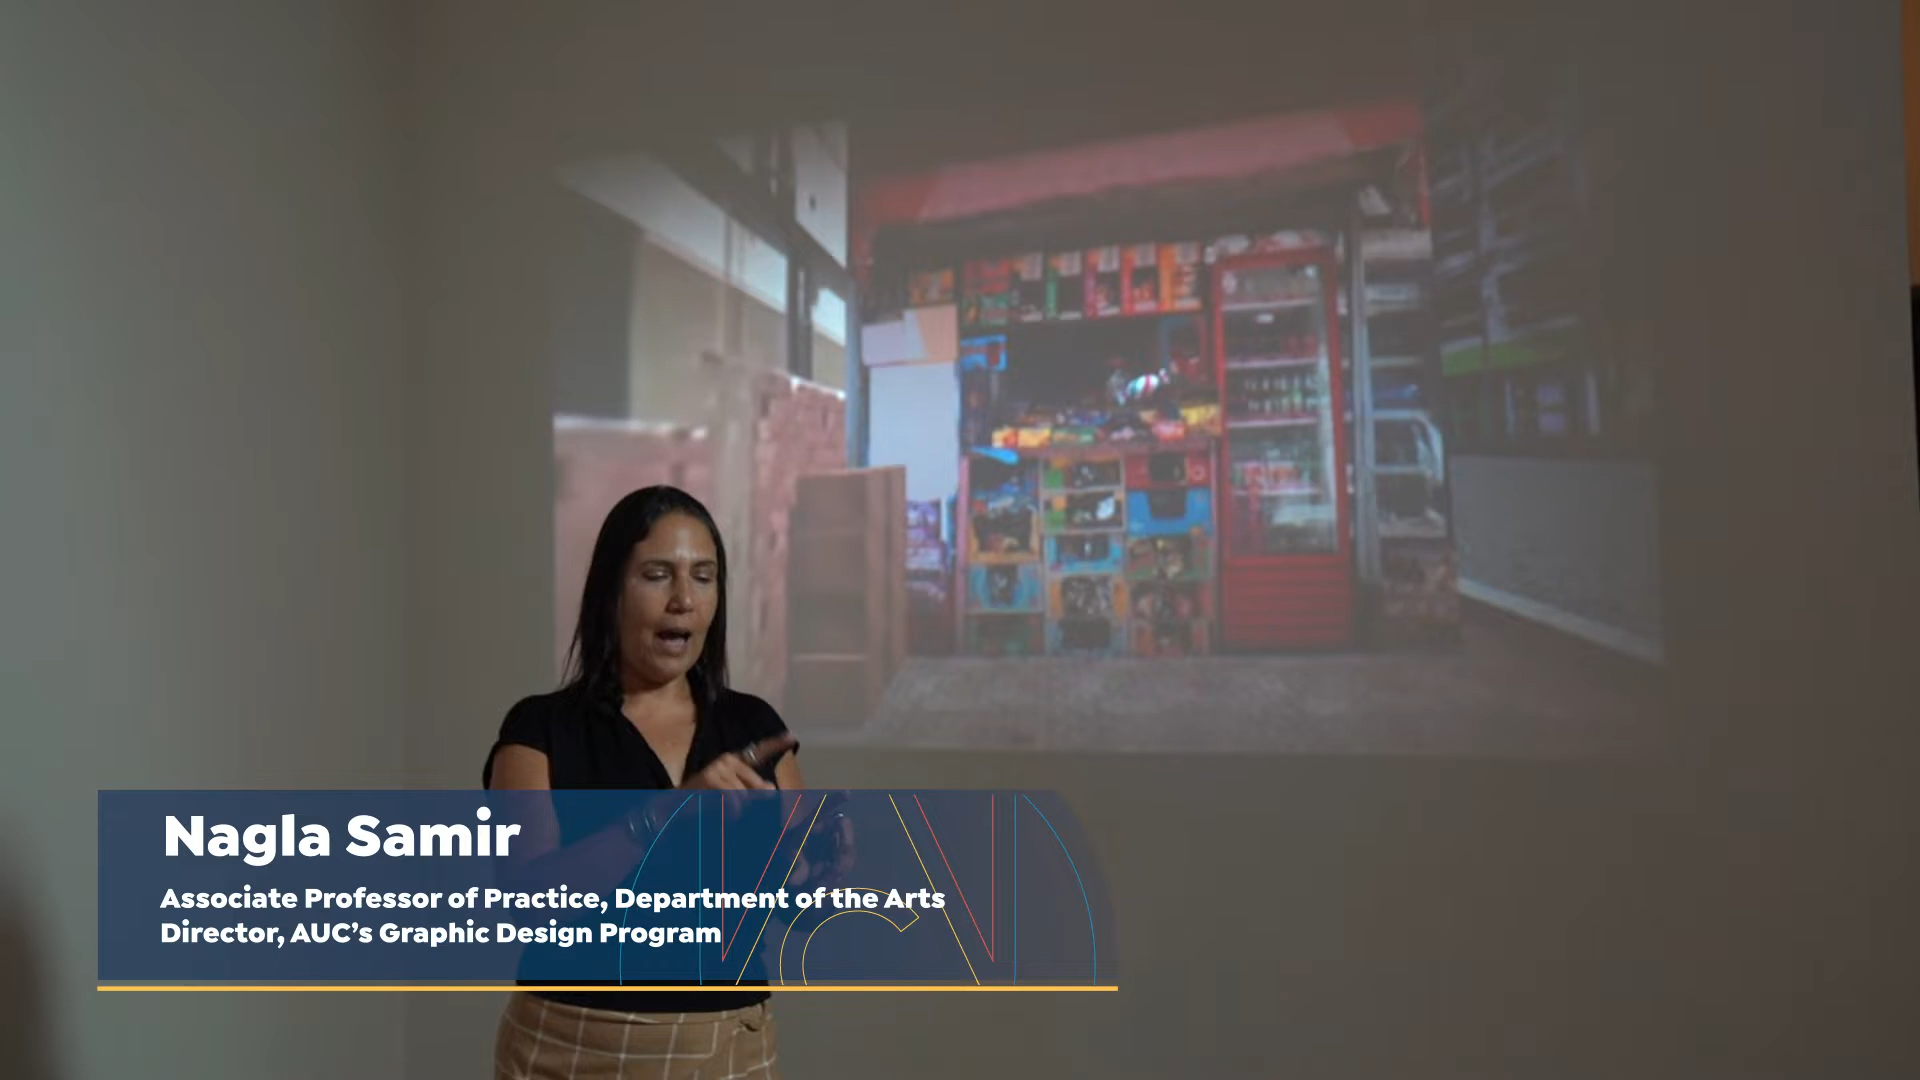 Nagla Samir
Associate Professor of Practice, Department of the Arts
Director, AUC's Graphic Design Program